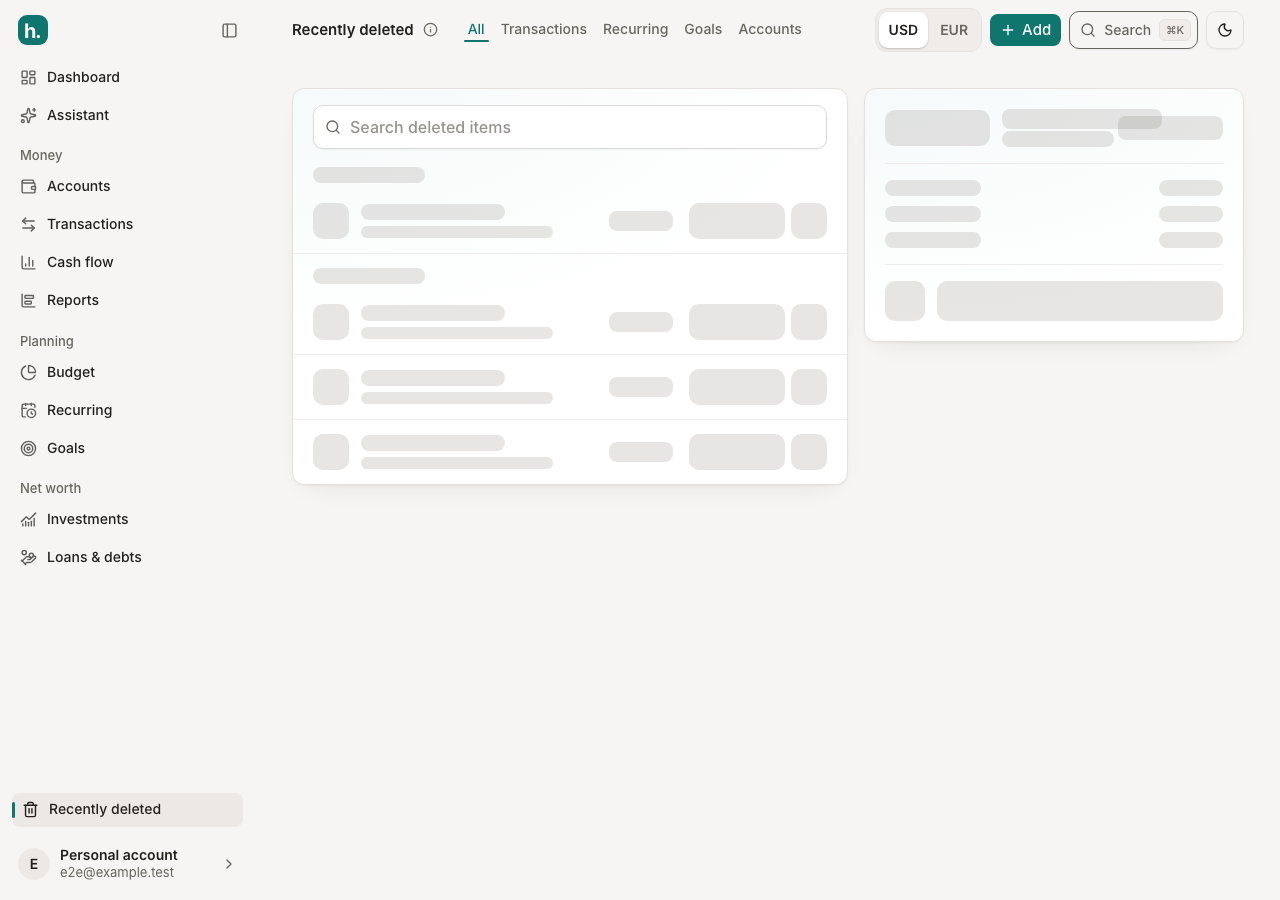 h.
Dashboard
Assistant
Money
Accounts
Transactions
Cash flow
Reports
Planning
Budget
Recurring
Goals
Net worth
Investments
Loans & debts
Recently deleted
E
Personal account
e2e@example.test
Recently deleted
All
Transactions
Recurring
Goals
Accounts
USD
EUR
Add
Search
⌘K
Search deleted items